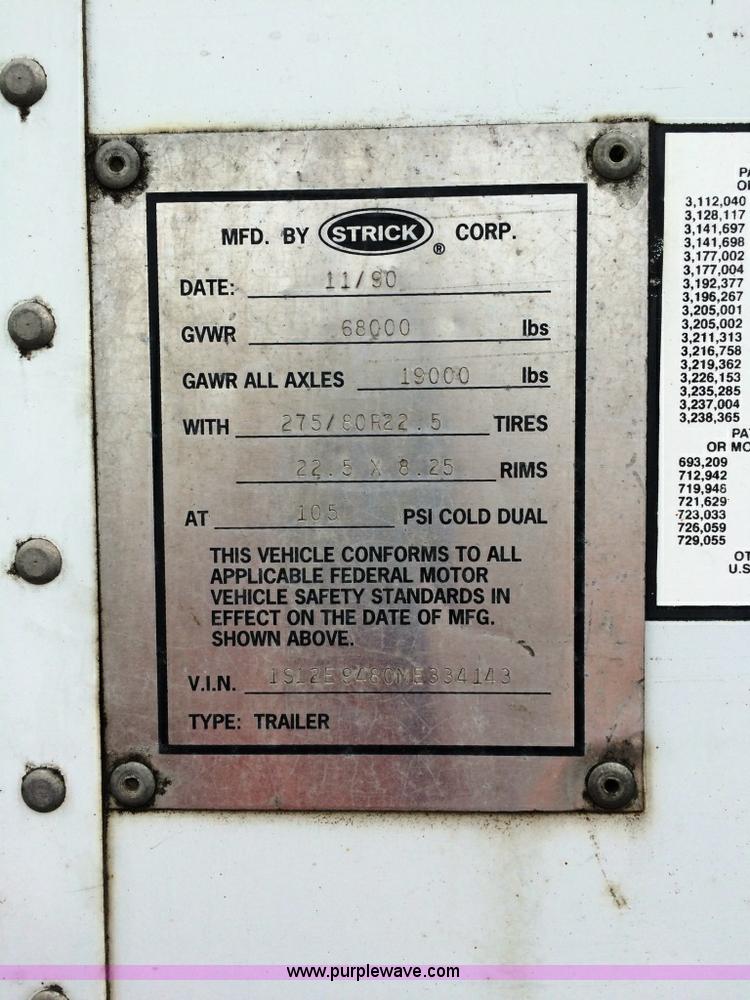 MFD. BY STRICK® CORP.
DATE: 11/90
GVWR 68000 lbs
GAWR ALL AXLES 19000 lbs
WITH 275/80R22.5 TIRES
22.5 X 8.25 RIMS
AT 105 PSI COLD DUAL
THIS VEHICLE CONFORMS TO ALL
APPLICABLE FEDERAL MOTOR
VEHICLE SAFETY STANDARDS IN
EFFECT ON THE DATE OF MFG.
SHOWN ABOVE.
V.I.N. 1S12E9480ME334143
TYPE: TRAILER
3,112,040
3,128,117
3,141,697
3,141,698
3,177,002
3,177,004
3,192,377
3,196,267
3,205,001
3,205,002
3,211,313
3,216,758
3,219,362
3,226,153
3,235,285
3,237,004
3,238,365
OR MO
693,209
712,942
719,946
721,629
723,033
726,059
729,055
U.S
www.purplewave.com